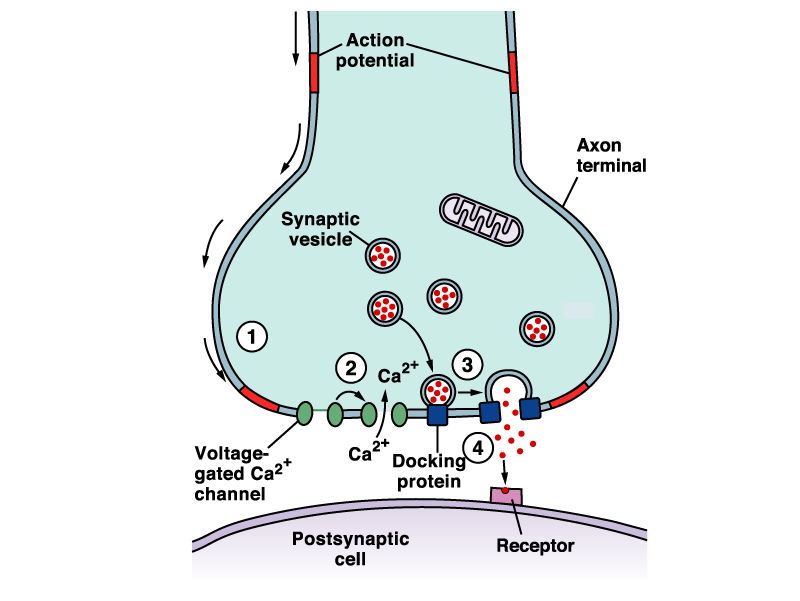 Action
potential
Axon
terminal
Synaptic
vesicle
1
2
3
Ca2+
Voltage-
gated Ca2+
channel
Ca2+
Docking
protein
4
Postsynaptic
cell
Receptor